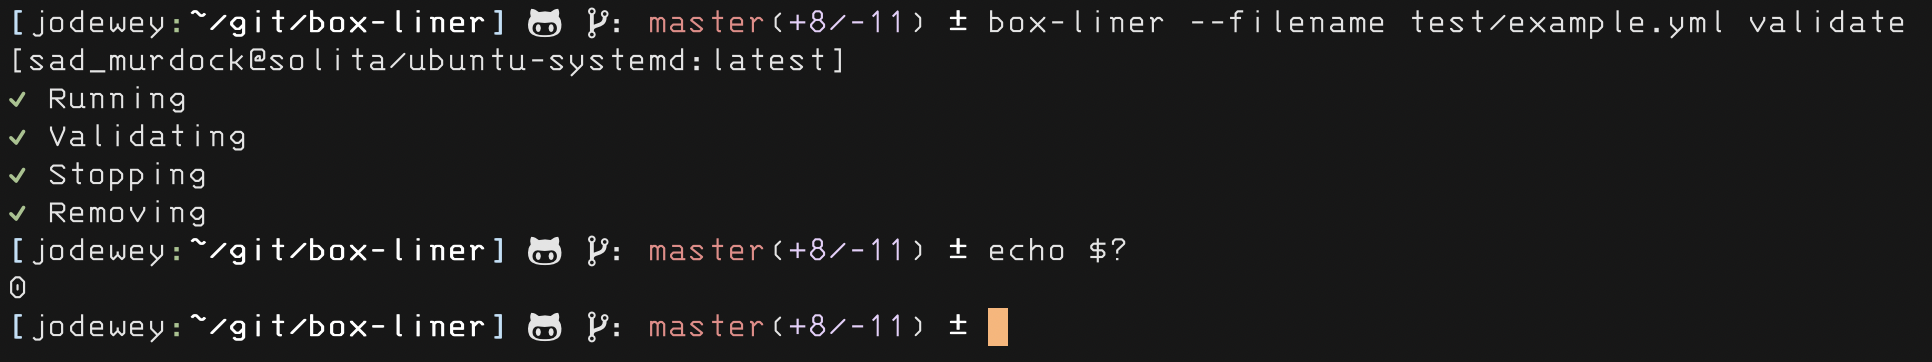 [jodewey:~/git/box-liner] : master(+8/-11) ± box-liner --filename test/example.yml validate
[sad_murdock@solita/ubuntu-systemd:latest]
✓ Running
✓ Validating
✓ Stopping
✓ Removing
[jodewey:~/git/box-liner] : master(+8/-11) ± echo $?
0
[jodewey:~/git/box-liner] : master(+8/-11) ±